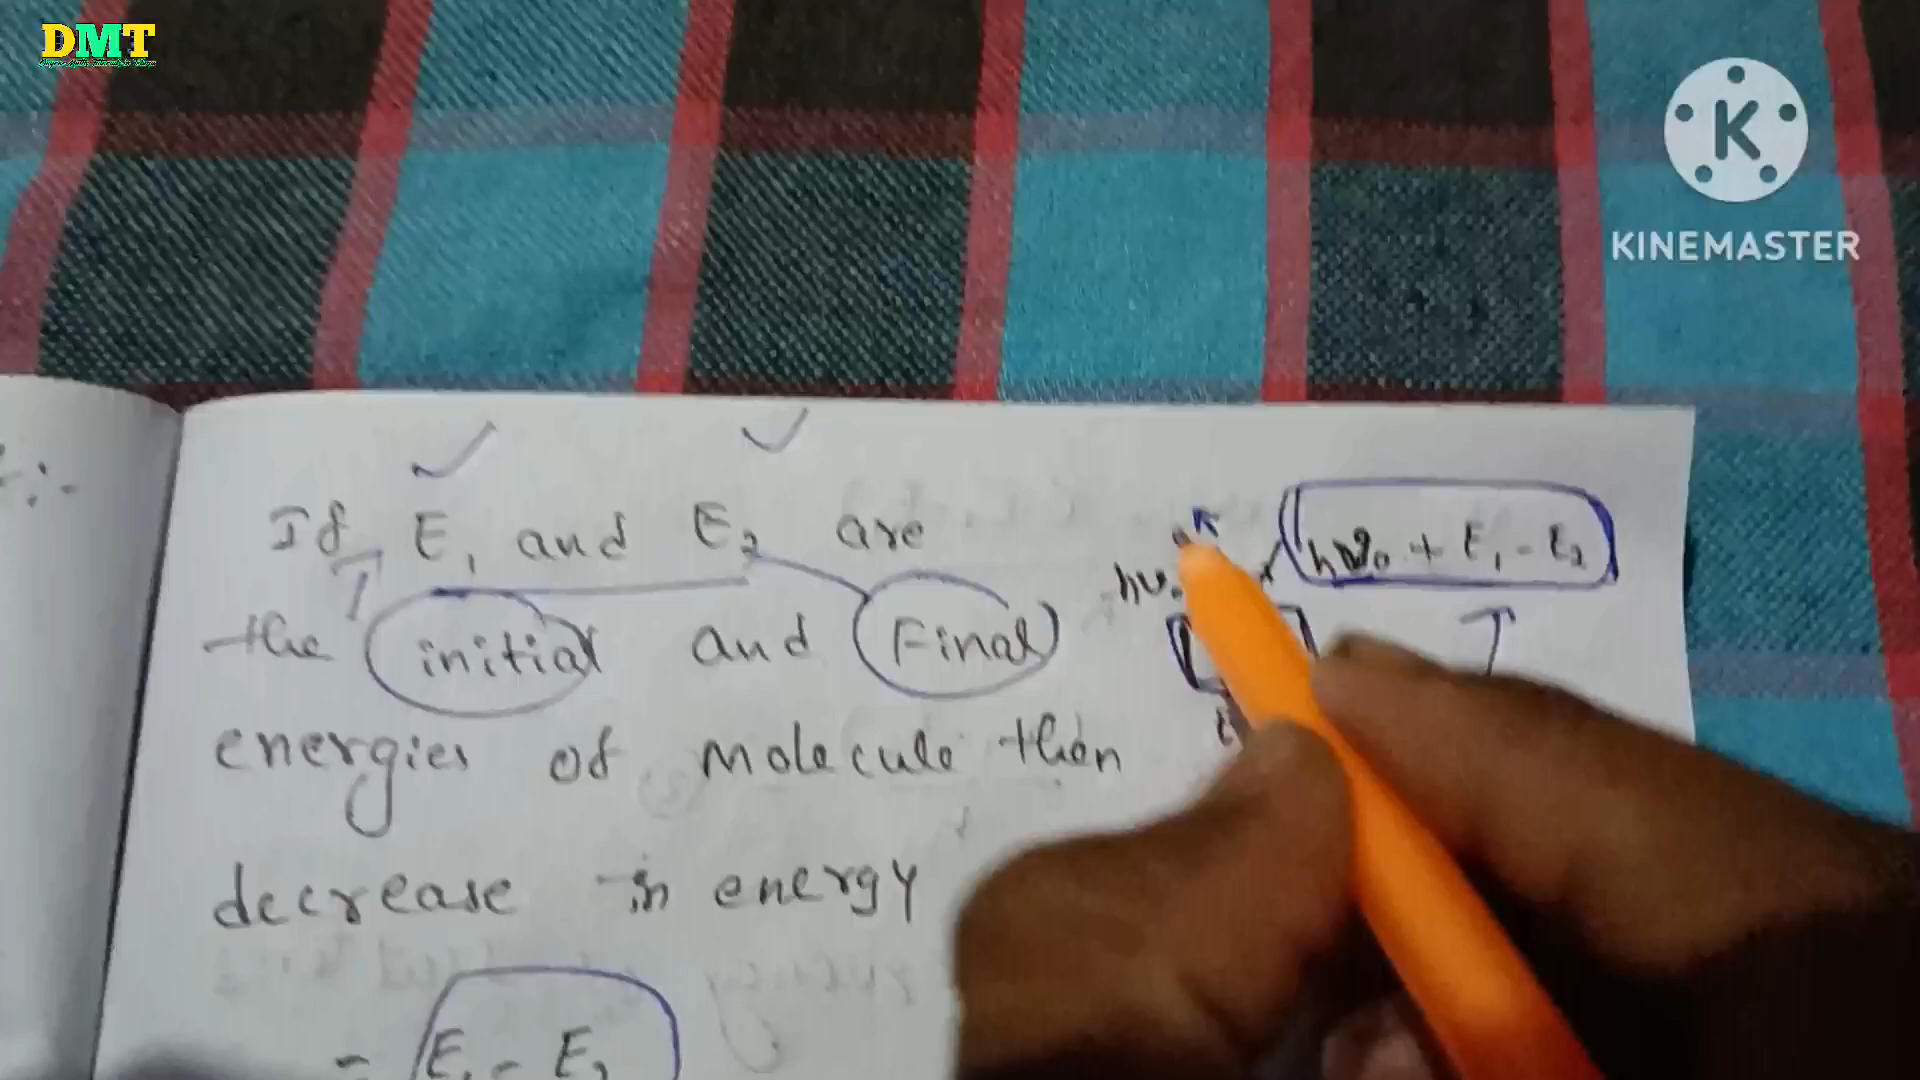 DMT
K
KINEMASTER
If E₁ and E₂ are
the initial and Final
energies of molecule then
decrease in energy
= E₁ - E₂
hν₀ + E₁ - E₂